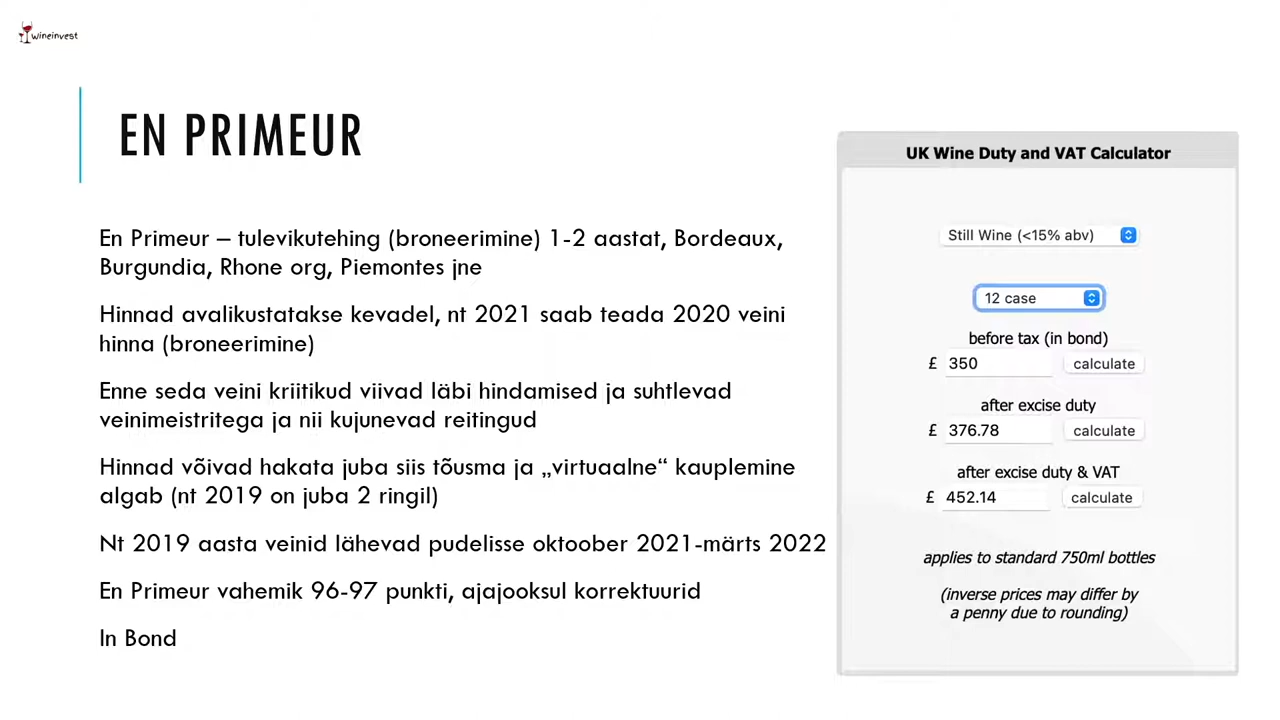 wineinvest
EN PRIMEUR
En Primeur – tulevikutehing (broneerimine) 1-2 aastat, Bordeaux,
Burgundia, Rhone org, Piemontes jne
Hinnad avalikustatakse kevadel, nt 2021 saab teada 2020 veini
hinna (broneerimine)
Enne seda veini kriitikud viivad läbi hindamised ja suhtlevad
veinimeistritega ja nii kujunevad reitingud
Hinnad võivad hakata juba siis tõusma ja „virtuaalne“ kauplemine
algab (nt 2019 on juba 2 ringil)
Nt 2019 aasta veinid lähevad pudelisse oktoober 2021-märts 2022
En Primeur vahemik 96-97 punkti, ajajooksul korrektuurid
In Bond
UK Wine Duty and VAT Calculator
Still Wine (<15% abv)
12 case
before tax (in bond)
£ 350 calculate
after excise duty
£ 376.78 calculate
after excise duty & VAT
£ 452.14 calculate
applies to standard 750ml bottles
(inverse prices may differ by
a penny due to rounding)